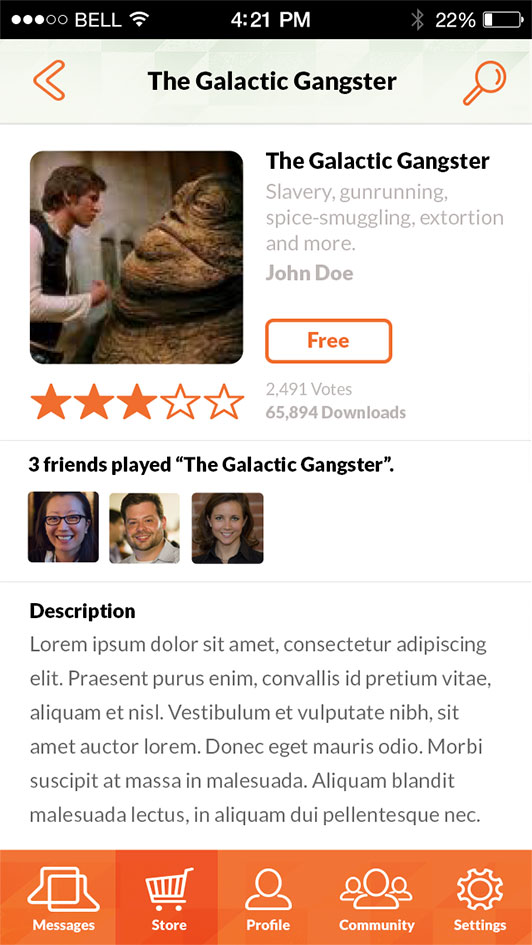 BELL 4:21 PM 22%
The Galactic Gangster
The Galactic Gangster
Slavery, gunrunning,
spice-smuggling, extortion
and more.
John Doe
Free
2,491 Votes
65,894 Downloads
3 friends played “The Galactic Gangster”.
Description
Lorem ipsum dolor sit amet, consectetur adipiscing
elit. Praesent purus enim, convallis id pretium vitae,
aliquam et nisl. Vestibulum et vulputate nibh, sit
amet auctor lorem. Donec eget mauris odio. Morbi
suscipit at massa in malesuada. Aliquam blandit
malesuada lectus, in aliquam dui pellentesque nec.
Messages Store Profile Community Settings